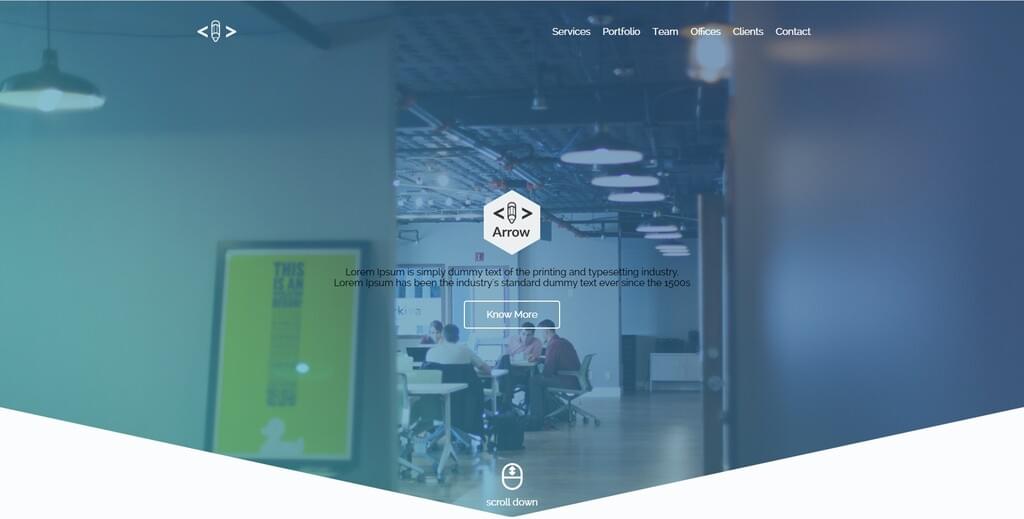 Services Portfolio Team Offices Clients Contact
THIS
IS AN
Arrow
Lorem Ipsum is simply dummy text of the printing and typesetting industry.
Lorem Ipsum has been the industry's standard dummy text ever since the 1500s
Know More
scroll down